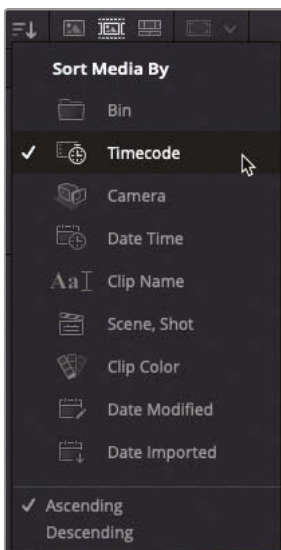 Sort Media By
Bin
Timecode
Camera
Date Time
Aa Clip Name
Scene, Shot
Clip Color
Date Modified
Date Imported
Ascending
Descending